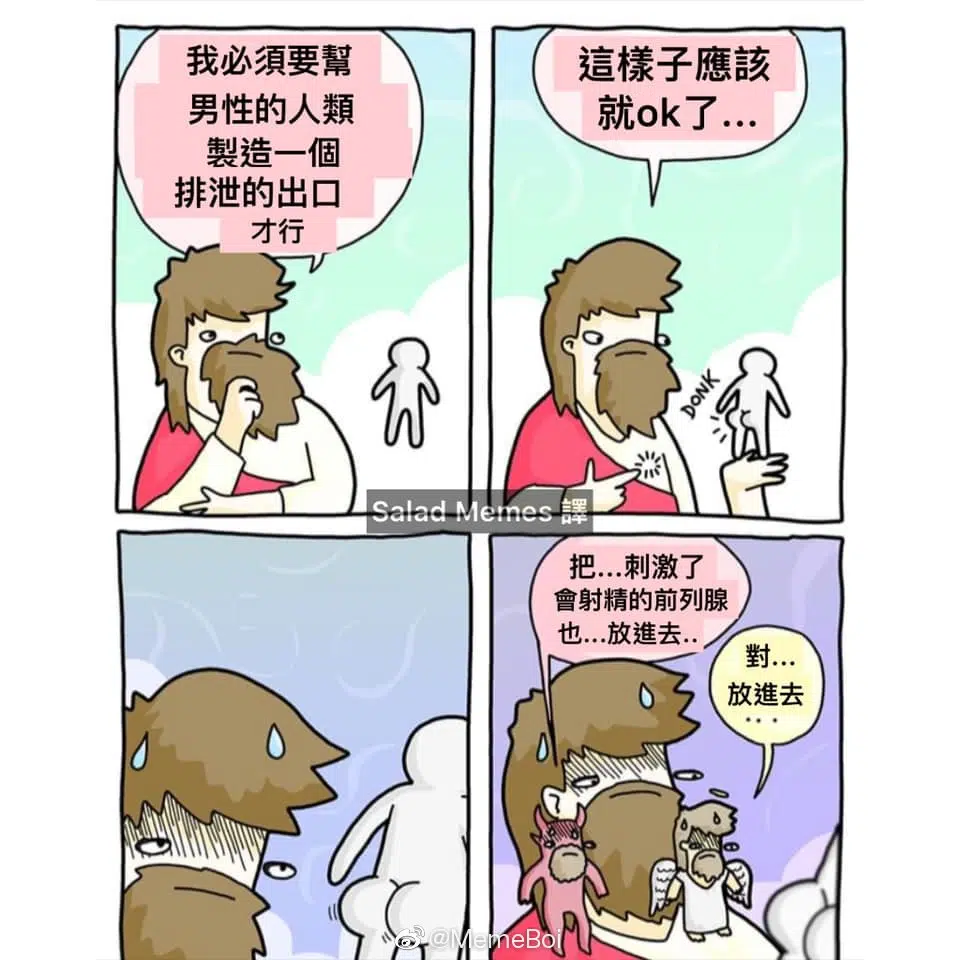 我必須要幫
男性的人類
製造一個
排泄的出口
才行
這樣子應該
就ok了...
DONK
Salad Memes 譯
把...刺激了
會射精的前列腺
也...放進去..
對...
放進去
...
@MemeBoi